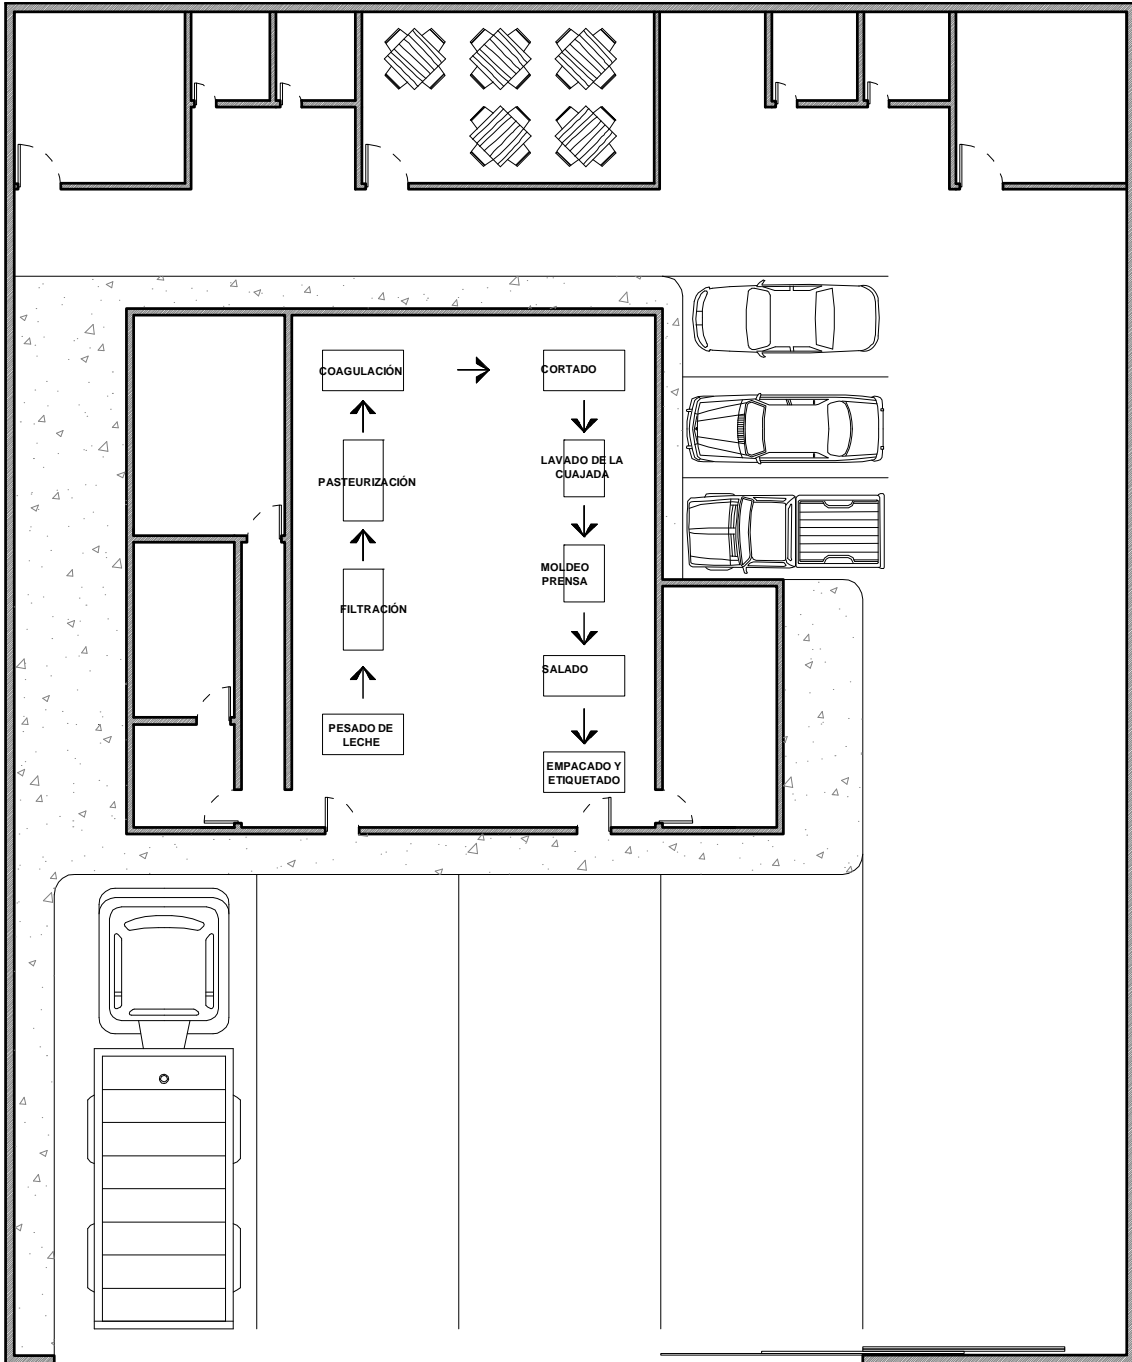 COAGULACIÓN
CORTADO
PASTEURIZACIÓN
LAVADO DE LA
CUAJADA
FILTRACIÓN
MOLDEO
PRENSA
SALADO
PESADO DE
LECHE
EMPACADO Y
ETIQUETADO